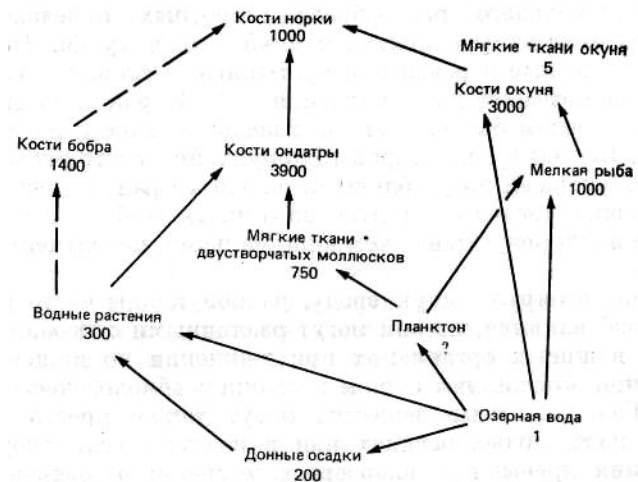 Кости норки
1000
Мягкие ткани окуня
5
Кости окуня
3000
Кости бобра
1400
Кости ондатры
3900
Мелкая рыба
1000
Мягкие ткани
двустворчатых моллюсков
750
Водные растения
300
Планктон
?
Озерная вода
1
Донные осадки
200